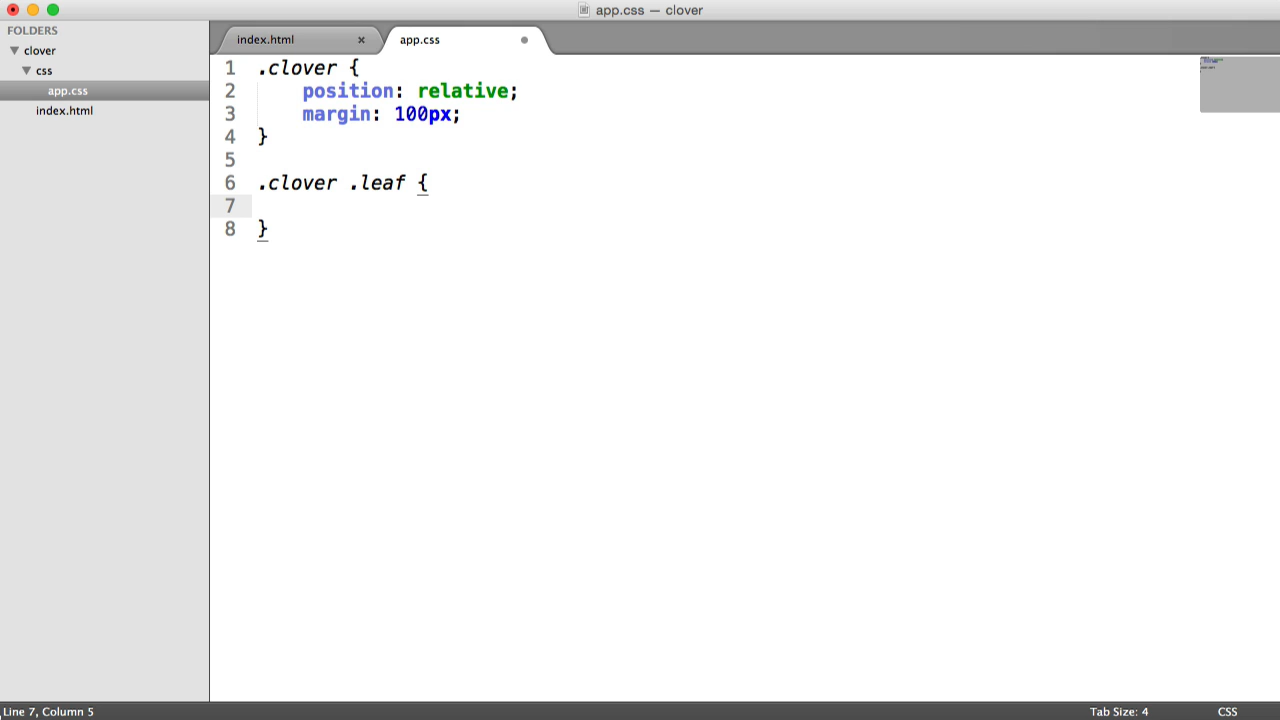 app.css — clover
FOLDERS
clover
css
app.css
index.html
index.html
app.css
1 .clover {
2 position: relative;
3 margin: 100px;
4 }
5
6 .clover .leaf {
7
8 }
Line 7, Column 5
Tab Size: 4
CSS